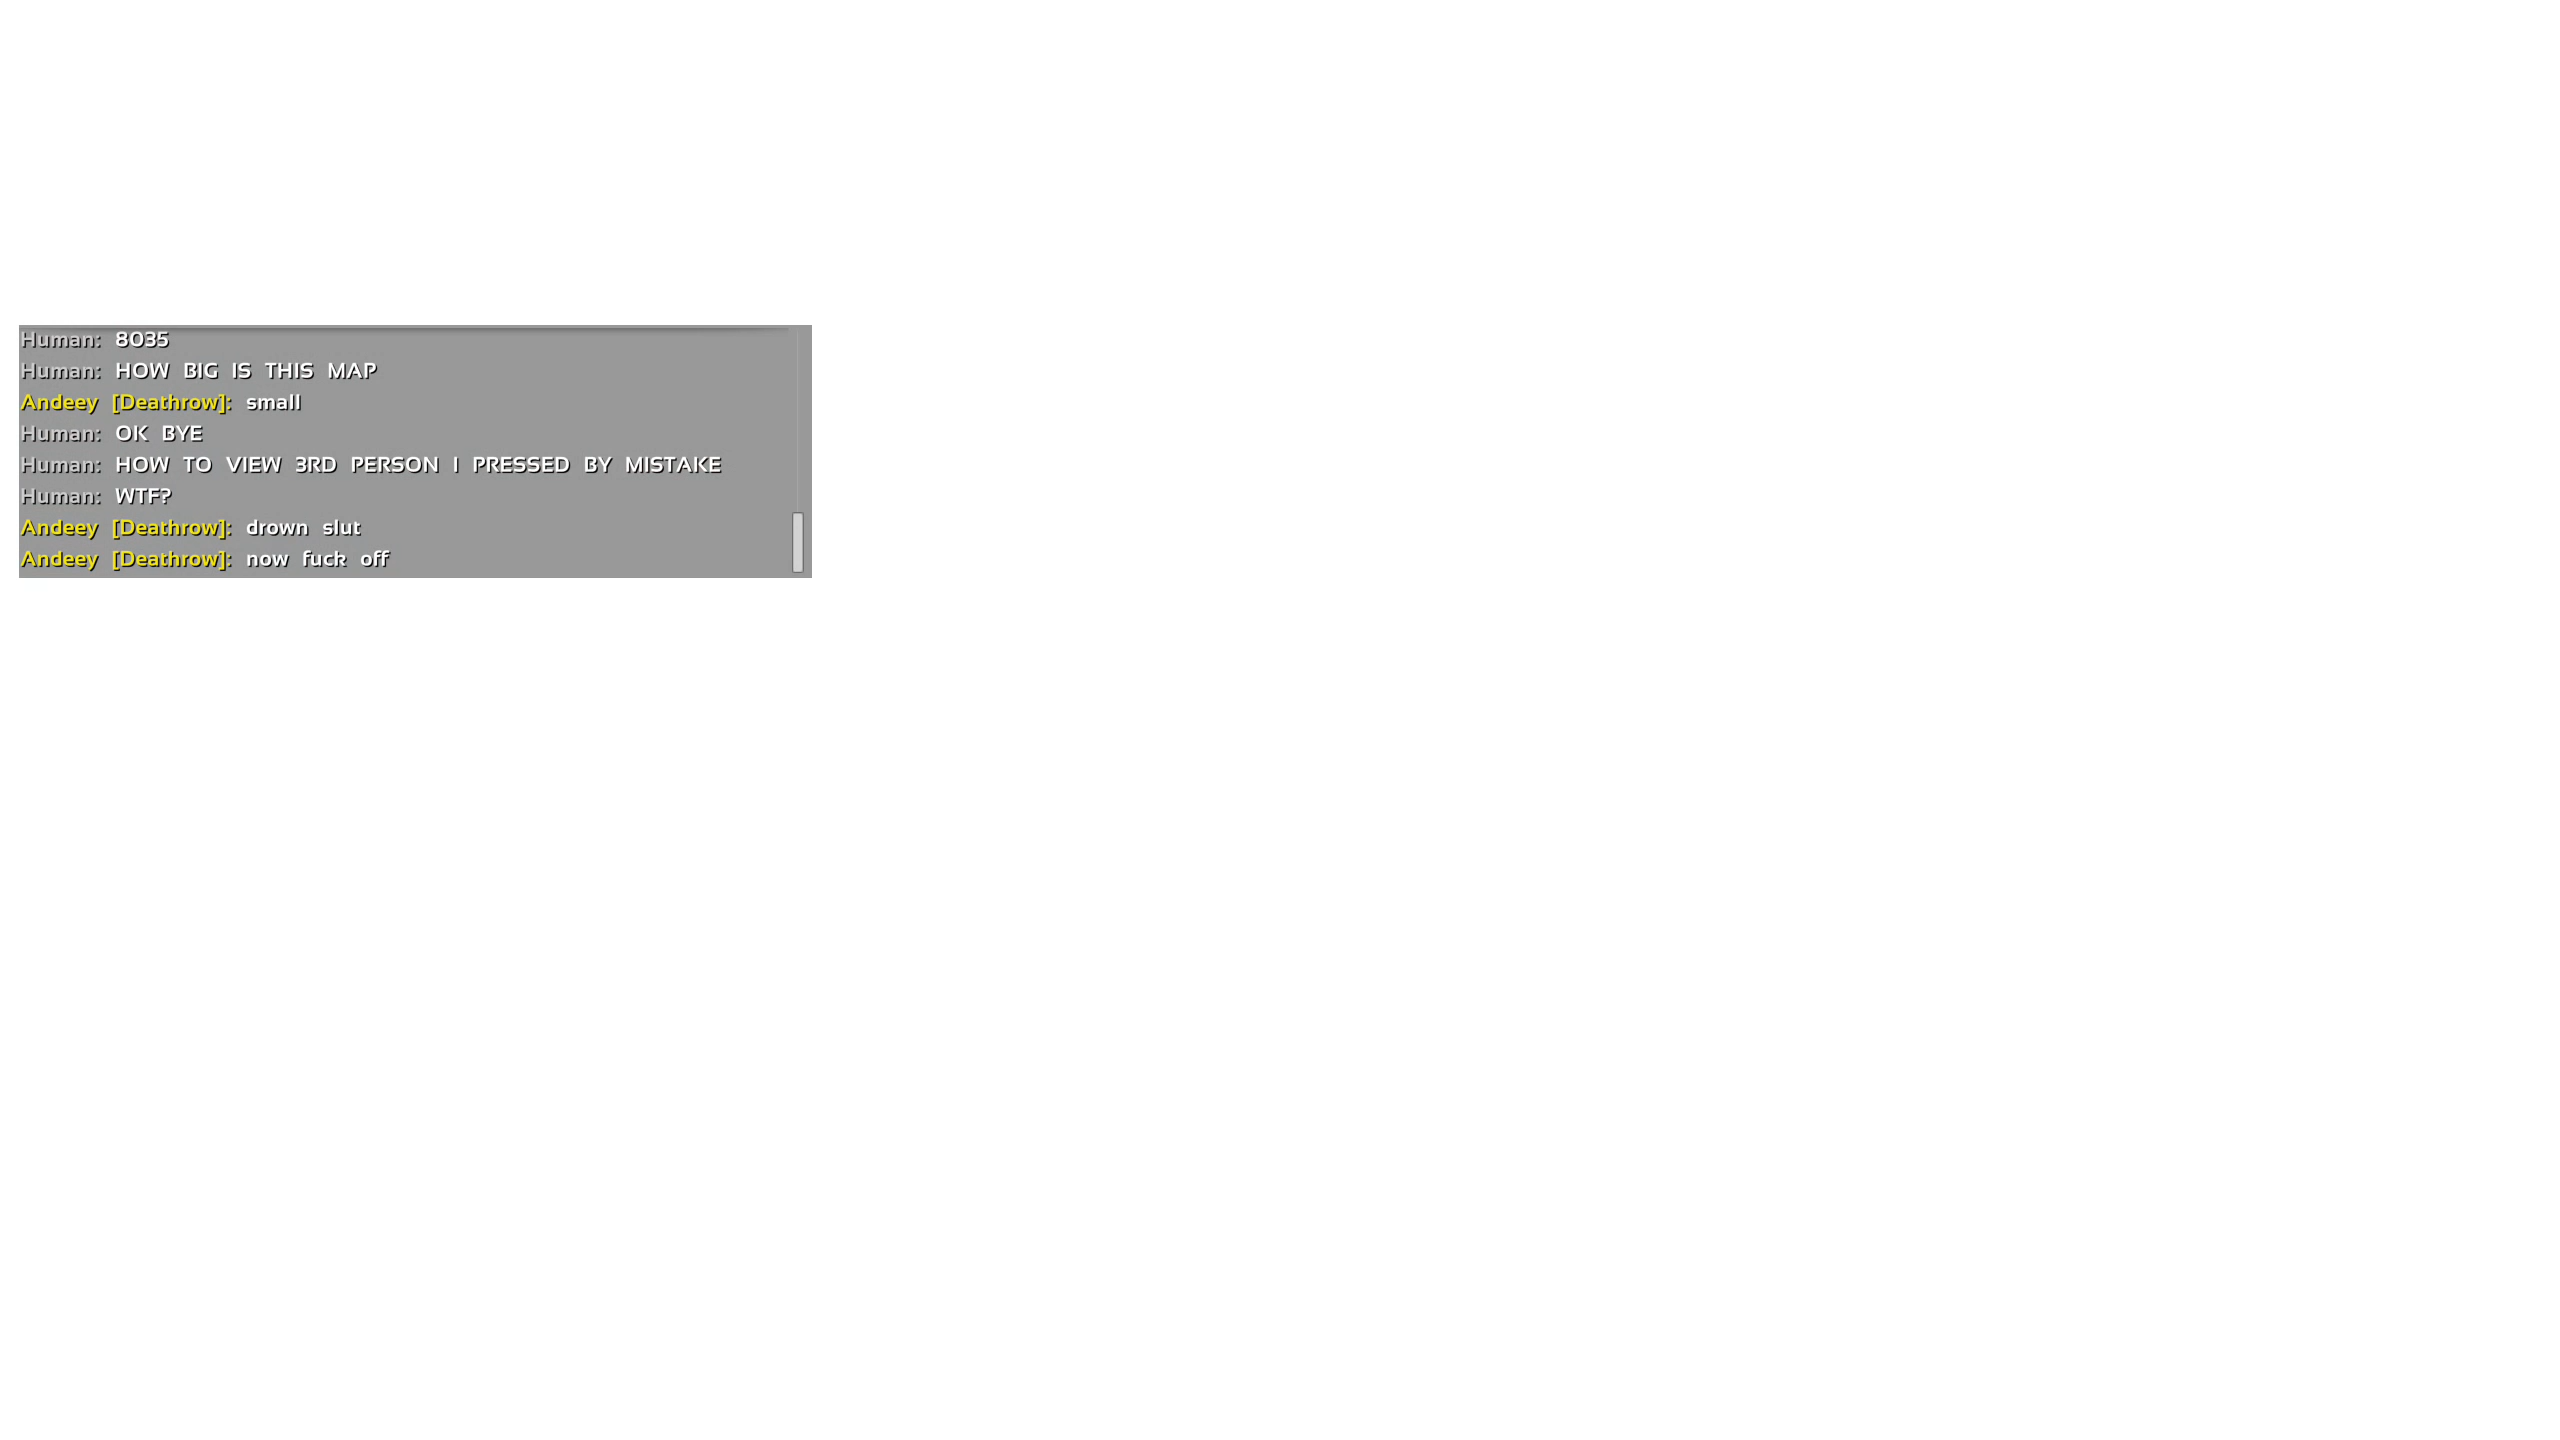 Human: 8035
Human: HOW BIG IS THIS MAP
Andeey [Deathrow]: small
Human: OK BYE
Human: HOW TO VIEW 3RD PERSON I PRESSED BY MISTAKE
Human: WTF?
Andeey [Deathrow]: drown slut
Andeey [Deathrow]: now fuck off